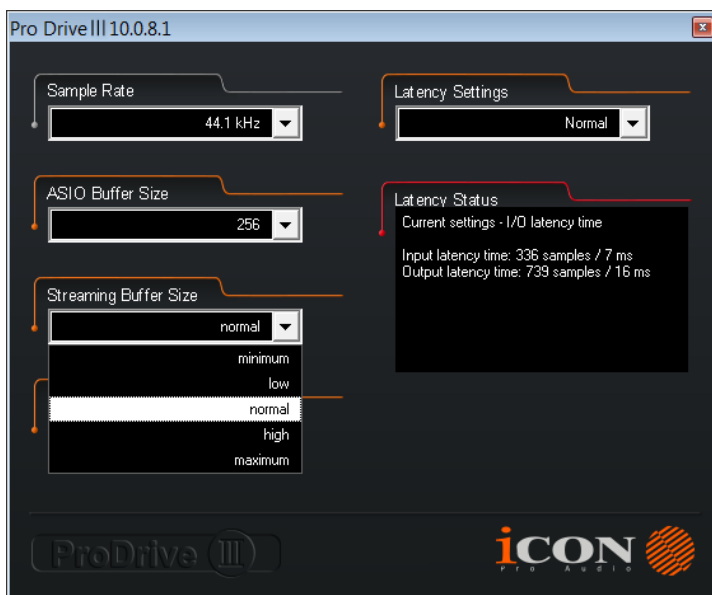 Pro Drive III 10.0.8.1
Sample Rate
44.1 kHz
ASIO Buffer Size
256
Streaming Buffer Size
normal
minimum
low
normal
high
maximum
Latency Settings
Normal
Latency Status
Current settings - I/O latency time
Input latency time: 336 samples / 7 ms
Output latency time: 739 samples / 16 ms
ProDrive III
iCON
Pro Audio